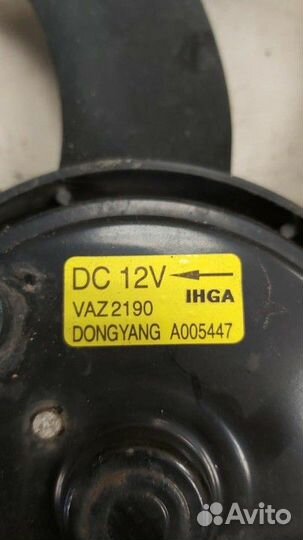 DC 12V
IHGA
VAZ2190
DONGYANG A005447
Avito